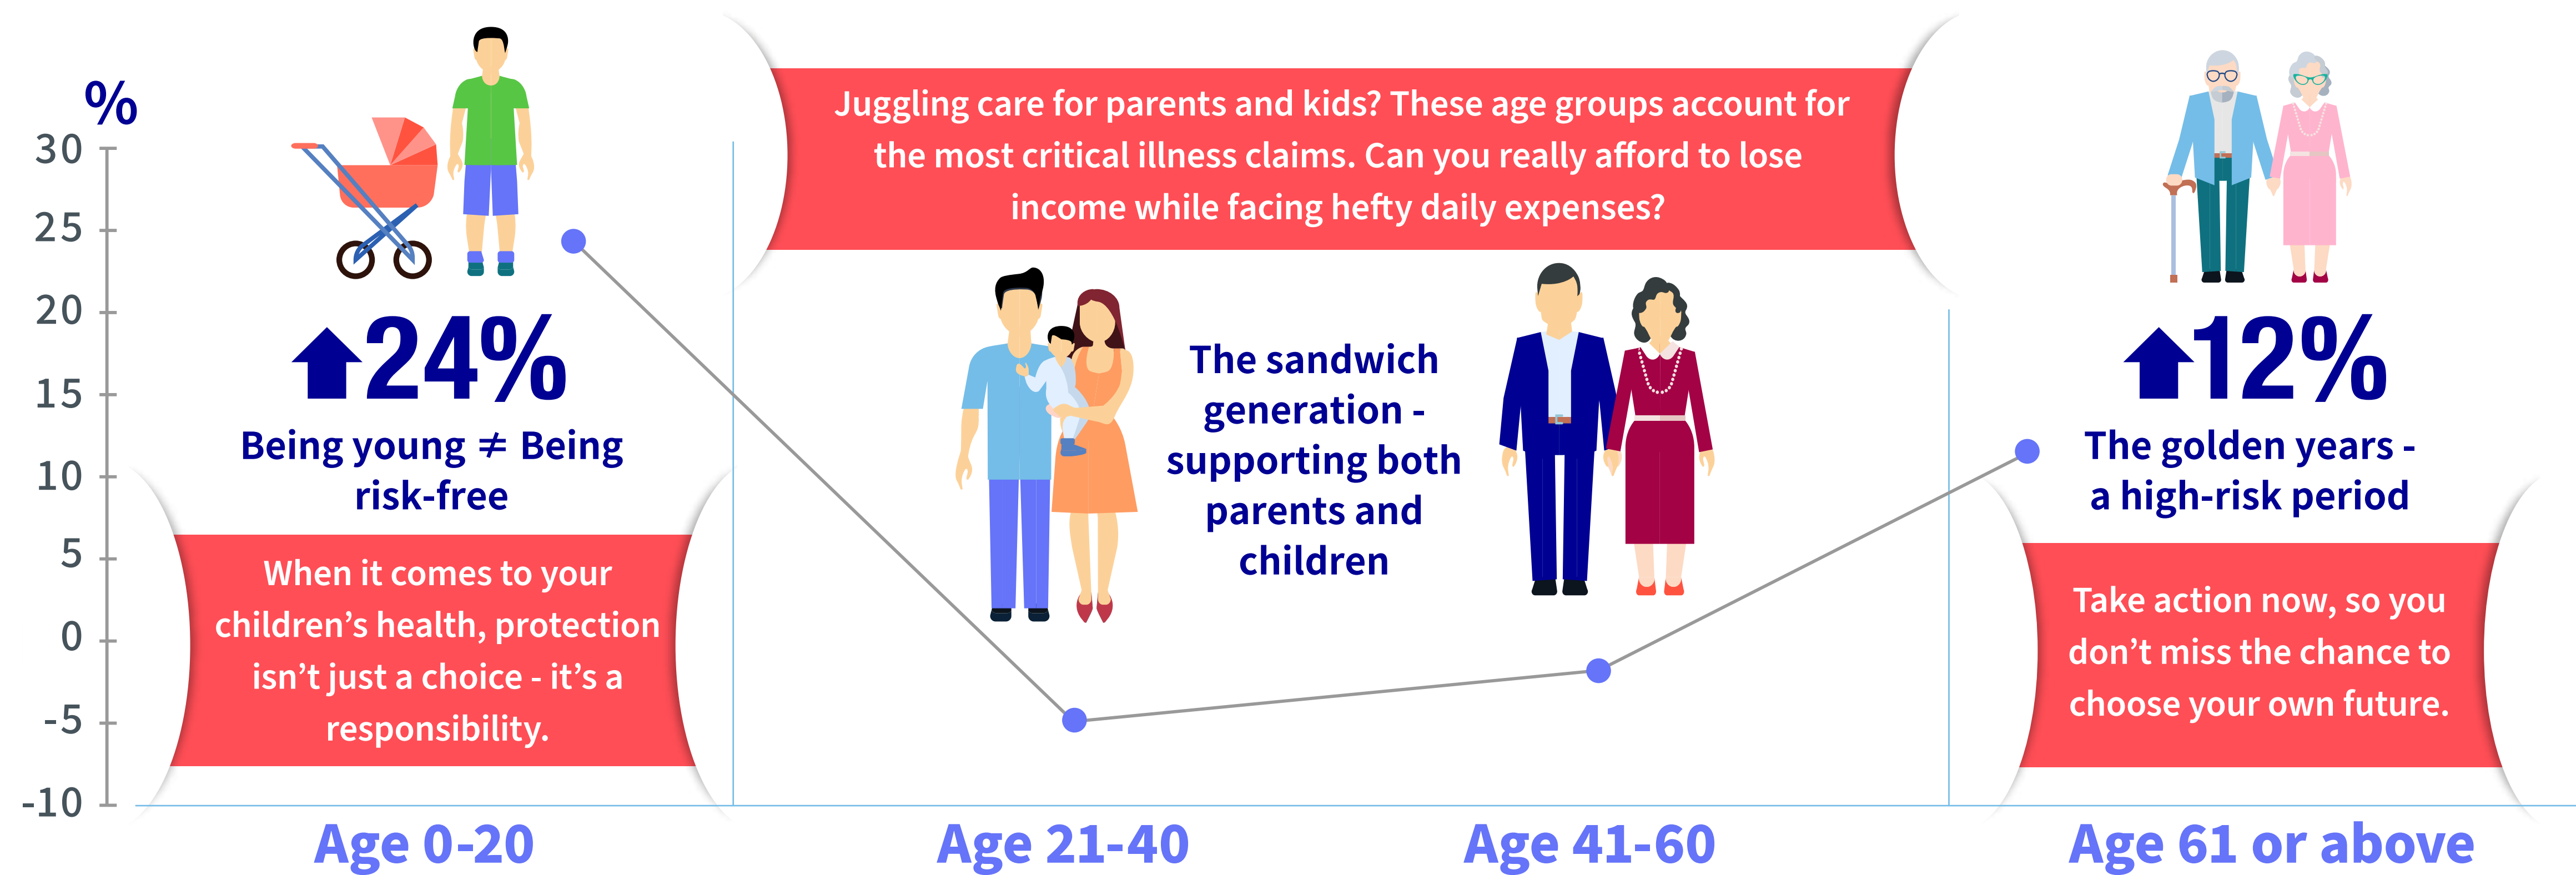 %
30
25
20
15
10
5
0
-5
-10
24%
Being young ≠ Being
risk-free
When it comes to your
children’s health, protection
isn’t just a choice - it’s a
responsibility.
Juggling care for parents and kids? These age groups account for
the most critical illness claims. Can you really afford to lose
income while facing hefty daily expenses?
The sandwich
generation -
supporting both
parents and
children
12%
The golden years -
a high-risk period
Take action now, so you
don’t miss the chance to
choose your own future.
Age 0-20
Age 21-40
Age 41-60
Age 61 or above